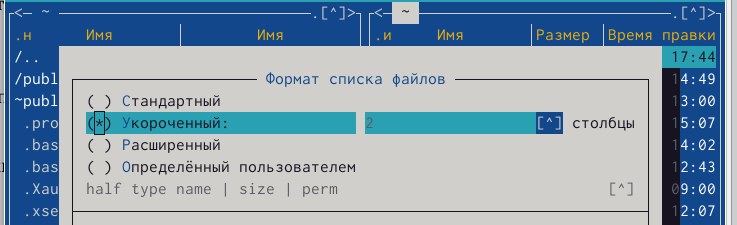 <─ ~ .[^]> <─ ~ .[^]>
.н Имя Имя .и Имя Размер Время правки
/.. 17:44
Формат списка файлов
/publ 14:49
( ) Стандартный
~publ 13:00
(*) Укороченный: 2 [^] столбцы
.pro 15:07
( ) Расширенный
.bas 14:02
( ) Определённый пользователем
.bas 12:43
half type name | size | perm [^]
.Xau 09:00
.xse 12:07